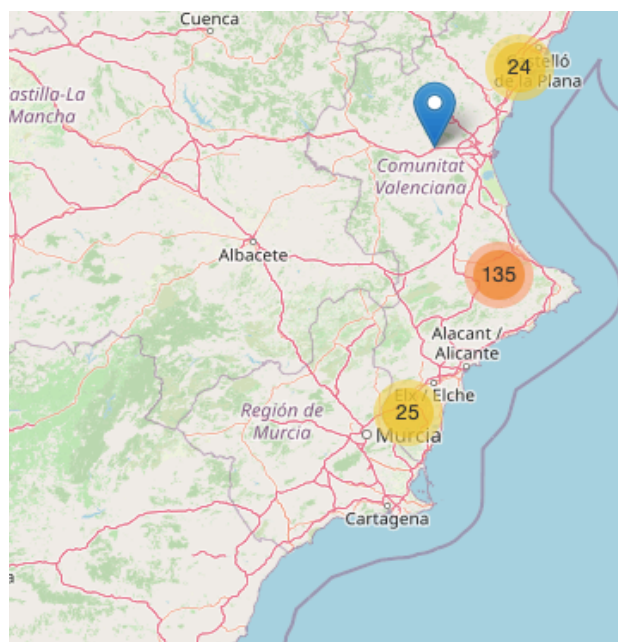 Cuenca
24
Castelló
de la Plana
Castilla-La
Mancha
Comunitat
Valenciana
Albacete
135
Alacant /
Alicante
Elx / Elche
25
Región de
Murcia
Murcia
Cartagena
a